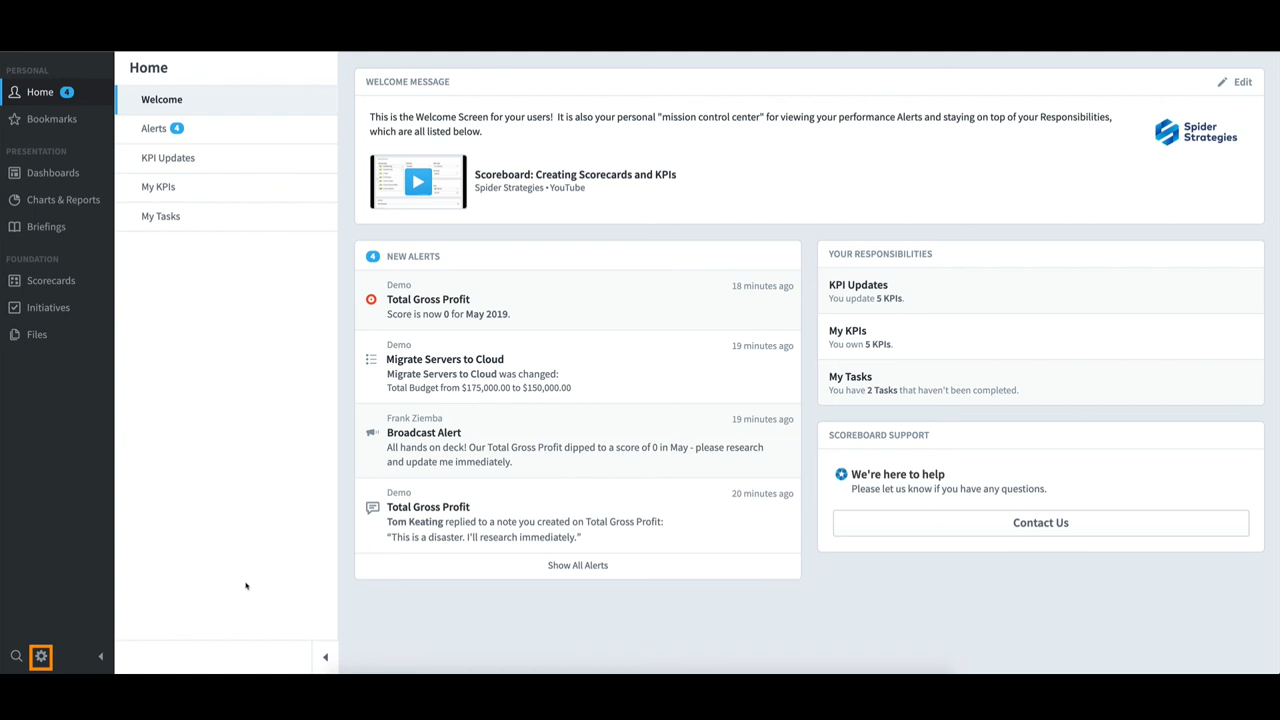 PERSONAL
Home 4
Bookmarks
PRESENTATION
Dashboards
Charts & Reports
Briefings
FOUNDATION
Scorecards
Initiatives
Files
Home
Welcome
Alerts 4
KPI Updates
My KPIs
My Tasks
WELCOME MESSAGE
Edit
This is the Welcome Screen for your users! It is also your personal "mission control center" for viewing your performance Alerts and staying on top of your Responsibilities,
which are all listed below.
Spider
Strategies
Scoreboard: Creating Scorecards and KPIs
Spider Strategies • YouTube
4 NEW ALERTS
Demo 18 minutes ago
Total Gross Profit
Score is now 0 for May 2019.
Demo 19 minutes ago
Migrate Servers to Cloud
Migrate Servers to Cloud was changed:
Total Budget from $175,000.00 to $150,000.00
Frank Ziemba 19 minutes ago
Broadcast Alert
All hands on deck! Our Total Gross Profit dipped to a score of 0 in May - please research
and update me immediately.
Demo 20 minutes ago
Total Gross Profit
Tom Keating replied to a note you created on Total Gross Profit:
“This is a disaster. I'll research immediately.”
Show All Alerts
YOUR RESPONSIBILITIES
KPI Updates
You update 5 KPIs.
My KPIs
You own 5 KPIs.
My Tasks
You have 2 Tasks that haven't been completed.
SCOREBOARD SUPPORT
We're here to help
Please let us know if you have any questions.
Contact Us